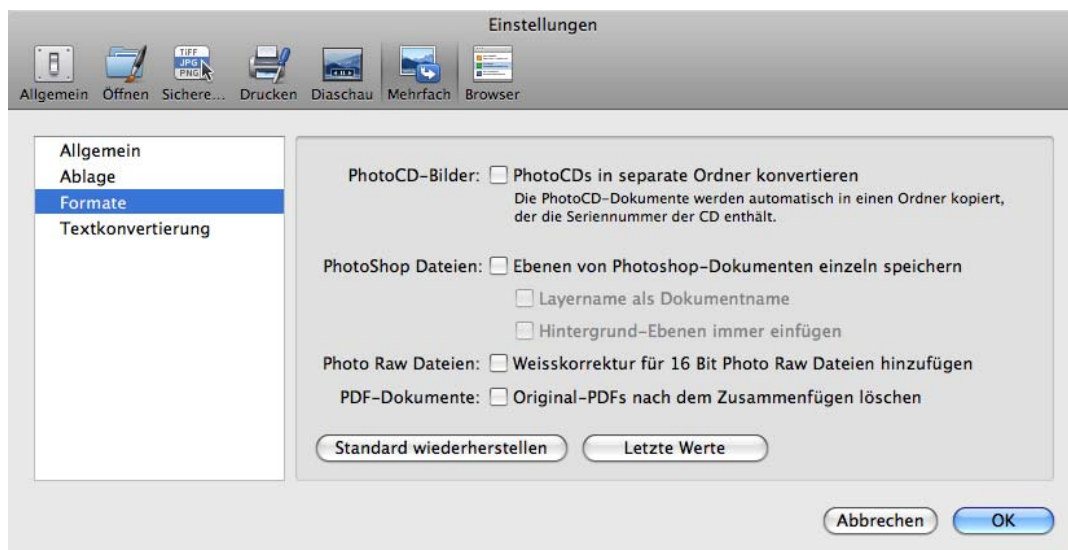 Einstellungen
TIFF
JPG
PNG
Allgemein Öffnen Sichere... Drucken Diaschau Mehrfach Browser
Allgemein
Ablage
Formate
Textkonvertierung
PhotoCD-Bilder: PhotoCDs in separate Ordner konvertieren
Die PhotoCD-Dokumente werden automatisch in einen Ordner kopiert,
der die Seriennummer der CD enthält.
PhotoShop Dateien: Ebenen von Photoshop-Dokumenten einzeln speichern
Layername als Dokumentname
Hintergrund-Ebenen immer einfügen
Photo Raw Dateien: Weisskorrektur für 16 Bit Photo Raw Dateien hinzufügen
PDF-Dokumente: Original-PDFs nach dem Zusammenfügen löschen
Standard wiederherstellen Letzte Werte
Abbrechen OK